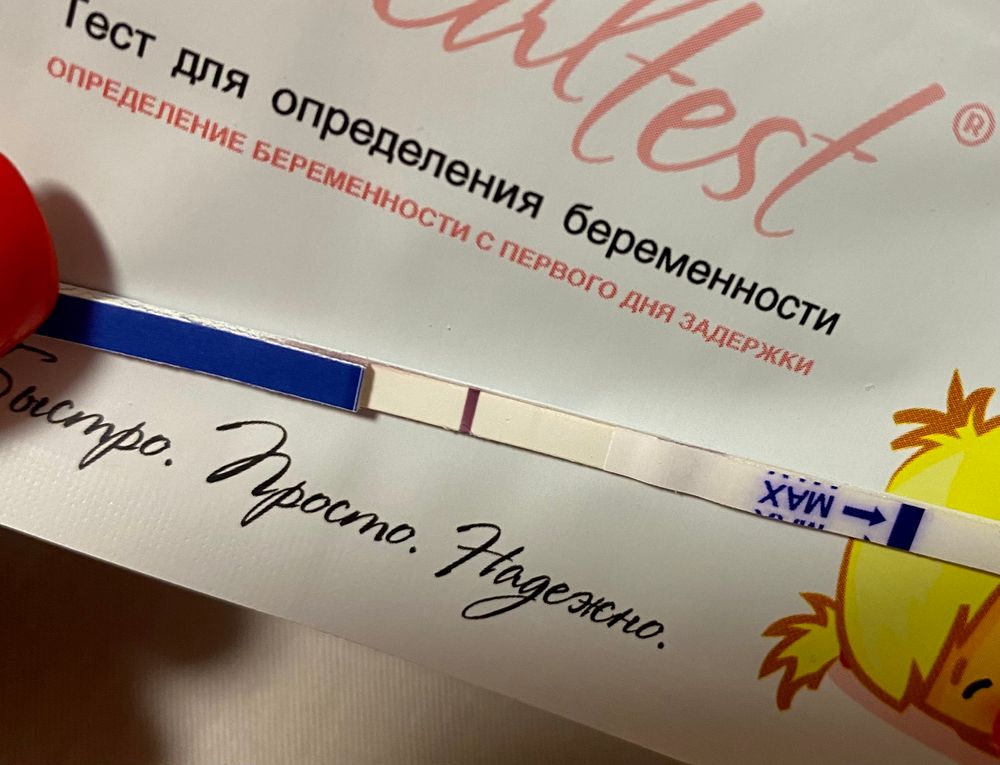 Тест для определения беременности
ОПРЕДЕЛЕНИЕ БЕРЕМЕННОСТИ С ПЕРВОГО ДНЯ ЗАДЕРЖКИ
MAX
Быстро. Просто. Надежно.